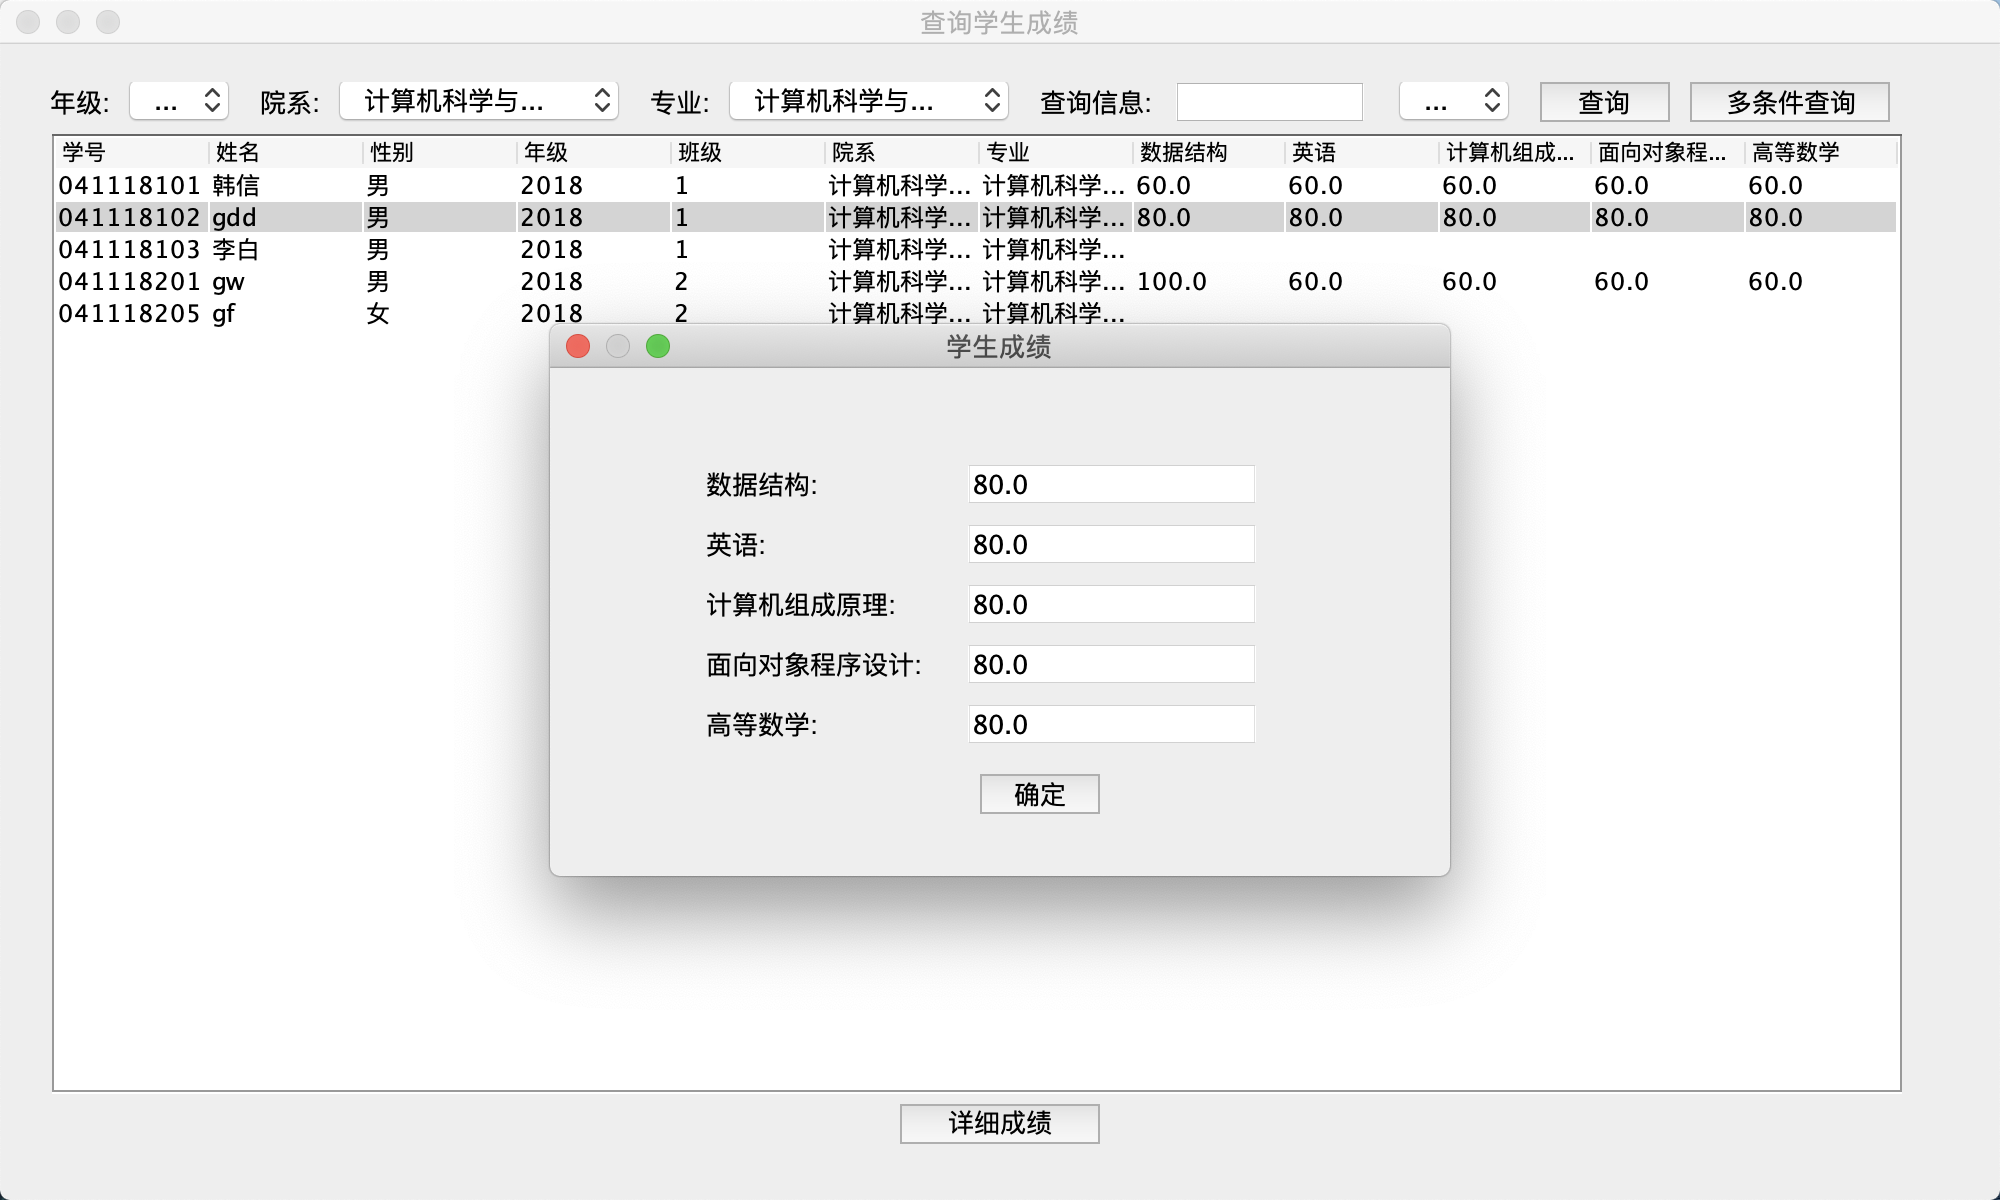 查询学生成绩
年级: ... 院系: 计算机科学与... 专业: 计算机科学与... 查询信息: ... 查询 多条件查询
学号 姓名 性别 年级 班级 院系 专业 数据结构 英语 计算机组成... 面向对象程... 高等数学
041118101 韩信 男 2018 1 计算机科学... 计算机科学... 60.0 60.0 60.0 60.0 60.0
041118102 gdd 男 2018 1 计算机科学... 计算机科学... 80.0 80.0 80.0 80.0 80.0
041118103 李白 男 2018 1 计算机科学... 计算机科学...
041118201 gw 男 2018 2 计算机科学... 计算机科学... 100.0 60.0 60.0 60.0 60.0
041118205 gf 女 2018 2 计算机科学... 计算机科学...
学生成绩
数据结构: 80.0
英语: 80.0
计算机组成原理: 80.0
面向对象程序设计: 80.0
高等数学: 80.0
确定
详细成绩